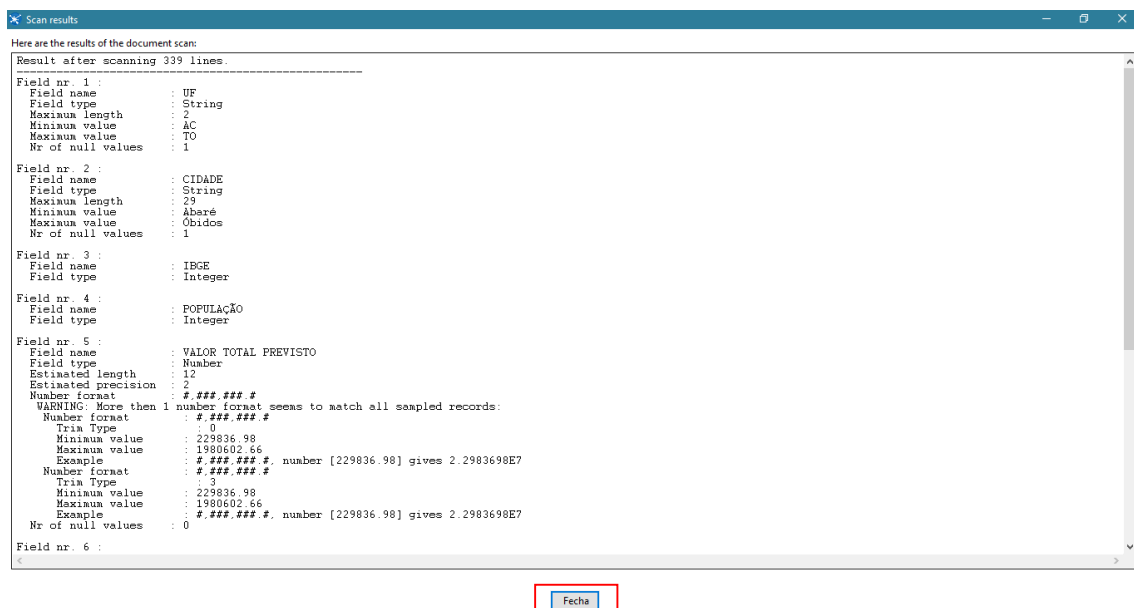 Scan results
Here are the results of the document scan:
Result after scanning 339 lines.
----------------------------------------------------
Field nr. 1 :
Field name : UF
Field type : String
Maximum length : 2
Minimum value : AC
Maximum value : TO
Nr of null values : 1
Field nr. 2 :
Field name : CIDADE
Field type : String
Maximum length : 29
Minimum value : Abaré
Maximum value : Óbidos
Nr of null values : 1
Field nr. 3 :
Field name : IBGE
Field type : Integer
Field nr. 4 :
Field name : POPULAÇÃO
Field type : Integer
Field nr. 5 :
Field name : VALOR TOTAL PREVISTO
Field type : Number
Estimated length : 12
Estimated precision : 2
Number format : #,###,###.#
WARNING: More then 1 number format seems to match all sampled records:
Number format : #,###,###.#
Trim Type : 0
Minimum value : 229836.98
Maximum value : 1980602.66
Example : #,###,###.#, number [229836.98] gives 2.2983698E7
Number format : #,###,###.#
Trim Type : 3
Minimum value : 229836.98
Maximum value : 1980602.66
Example : #,###,###.#, number [229836.98] gives 2.2983698E7
Nr of null values : 0
Field nr. 6 :
Fecha